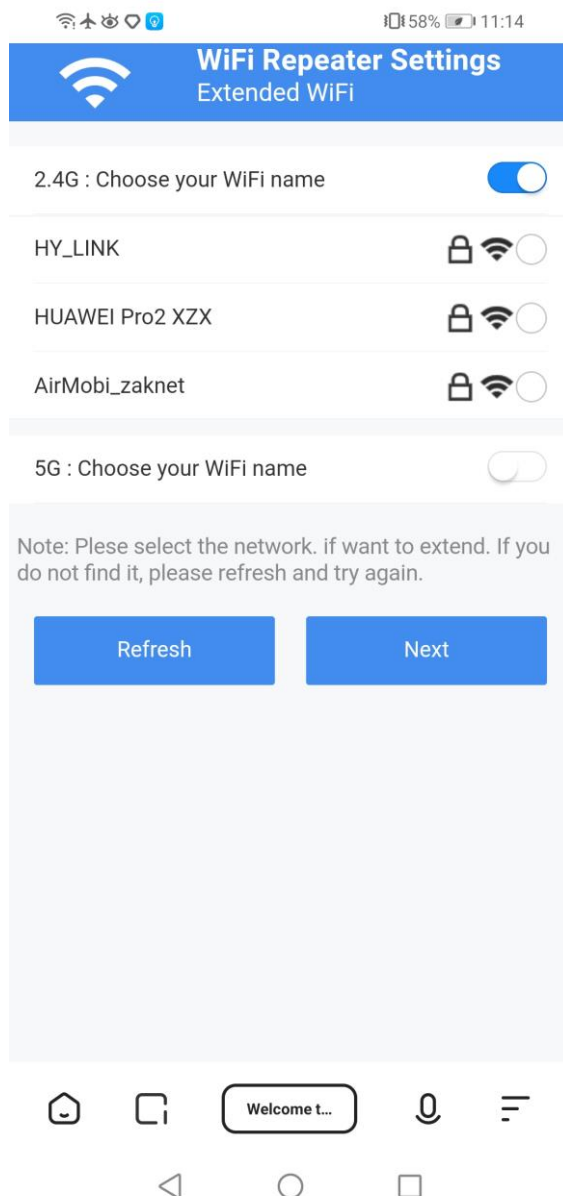 58% 11:14
WiFi Repeater Settings
Extended WiFi
2.4G : Choose your WiFi name
HY_LINK
HUAWEI Pro2 XZX
AirMobi_zaknet
5G : Choose your WiFi name
Note: Plese select the network. if want to extend. If you
do not find it, please refresh and try again.
Refresh Next
Welcome t...